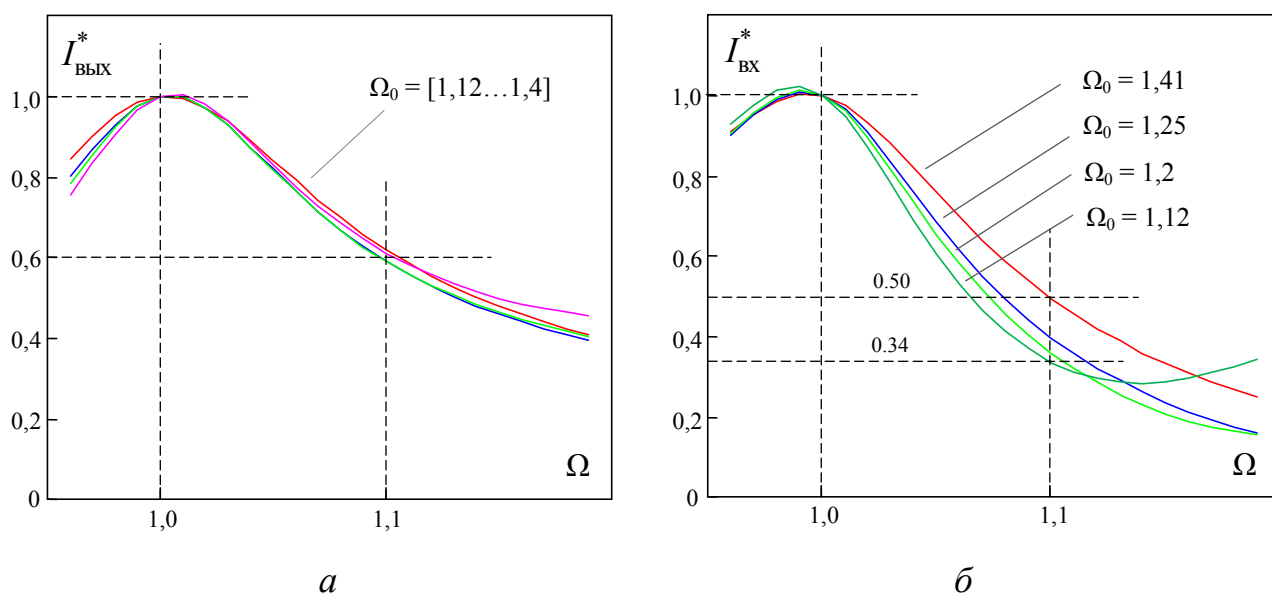 I*вых
Ω0 = [1,12…1,4]
1,0
0,8
0,6
0,4
0,2
0
Ω
1,0
1,1
а
I*вх
Ω0 = 1,41
Ω0 = 1,25
Ω0 = 1,2
Ω0 = 1,12
1,0
0,8
0,6
0.50
0,4
0.34
0,2
0
Ω
1,0
1,1
б